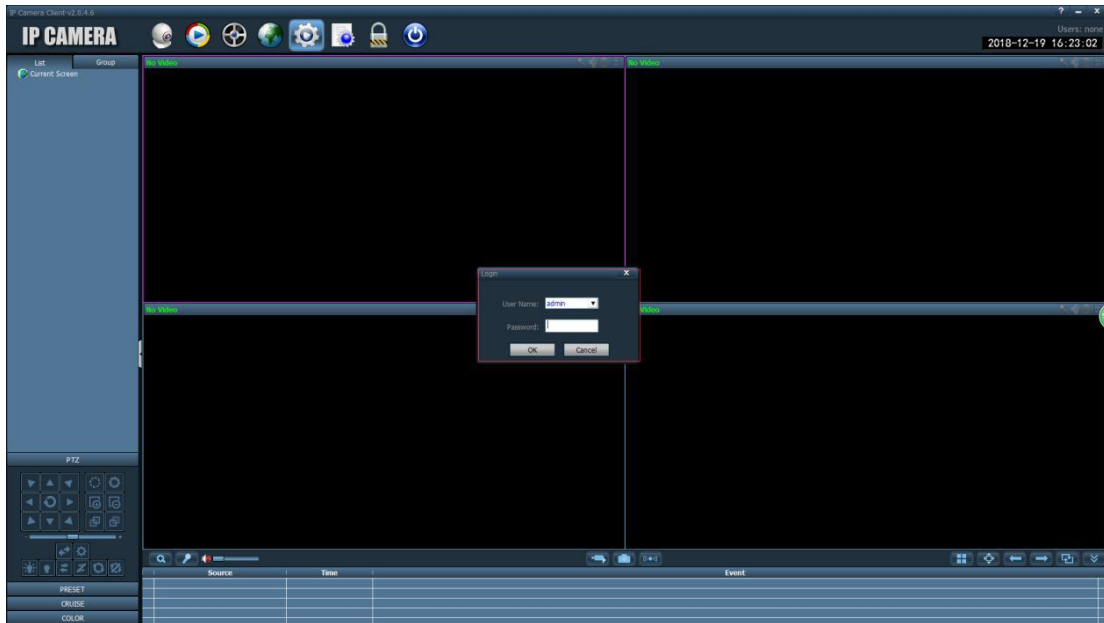 IP Camera Client-v2.0.4.6
? – x
IP CAMERA
Users: none
2018-12-19 16:23:02
List Group
Current Screen
No Video
No Video
Login x
User Name: admin
Password:
OK Cancel
No Video
Video
PTZ
- +
PRESET
CRUISE
COLOR
Source Time Event